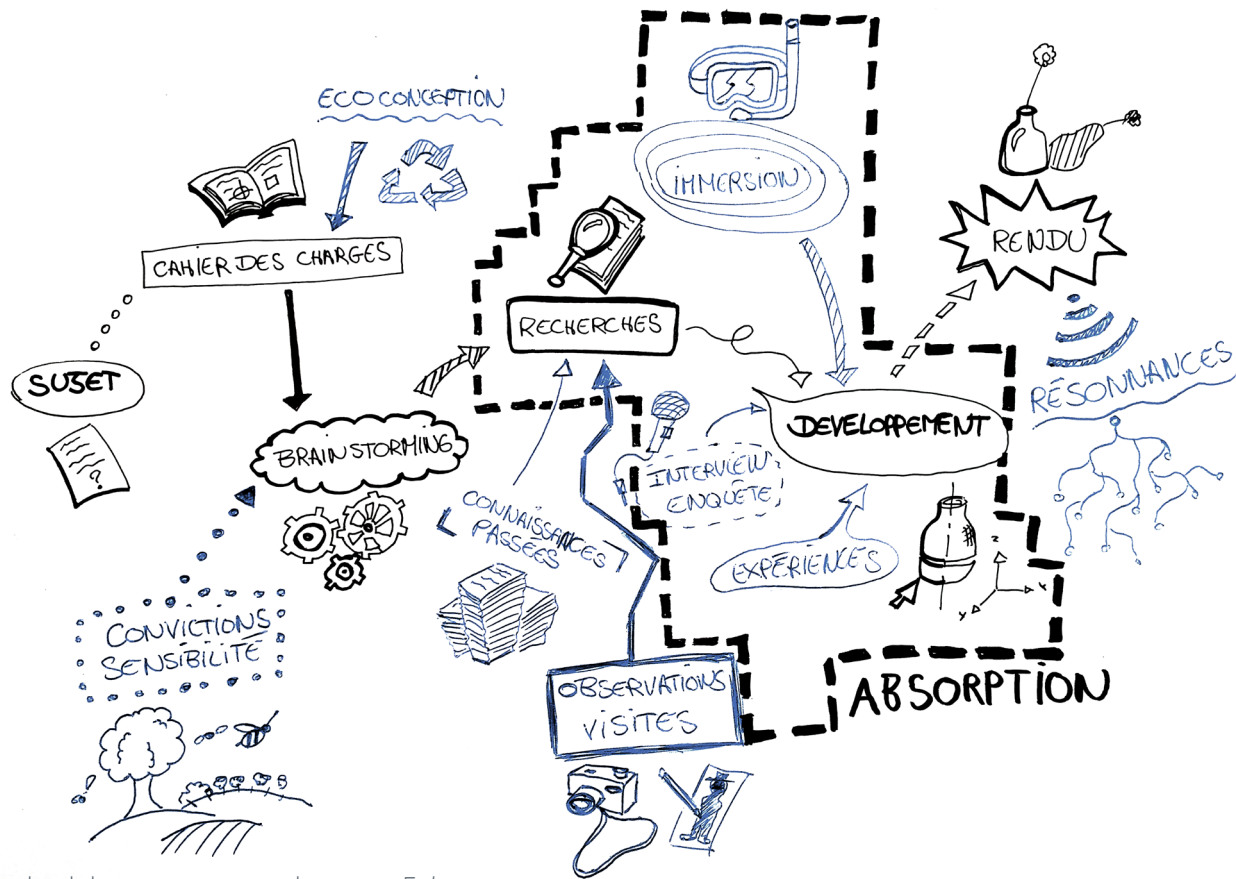 ECOCONCEPTION
CAHIER DES CHARGES
SUJET
?
BRAINSTORMING
CONVICTIONS
SENSIBILITÉ
IMMERSION
RECHERCHES
CONNAISSANCES
PASSÉES
OBSERVATIONS
VISITES
INTERVIEW
ENQUÊTE
DEVELOPPEMENT
EXPÉRIENCES
Z
Y
X
ABSORPTION
RENDU
RÉSONNANCES